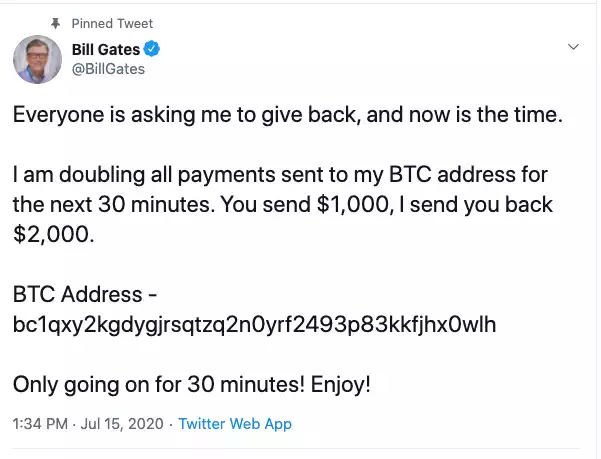 Pinned Tweet
Bill Gates
@BillGates
Everyone is asking me to give back, and now is the time.
I am doubling all payments sent to my BTC address for
the next 30 minutes. You send $1,000, I send you back
$2,000.
BTC Address -
bc1qxy2kgdygjrsqtzq2n0yrf2493p83kkfjhx0wlh
Only going on for 30 minutes! Enjoy!
1:34 PM · Jul 15, 2020 · Twitter Web App